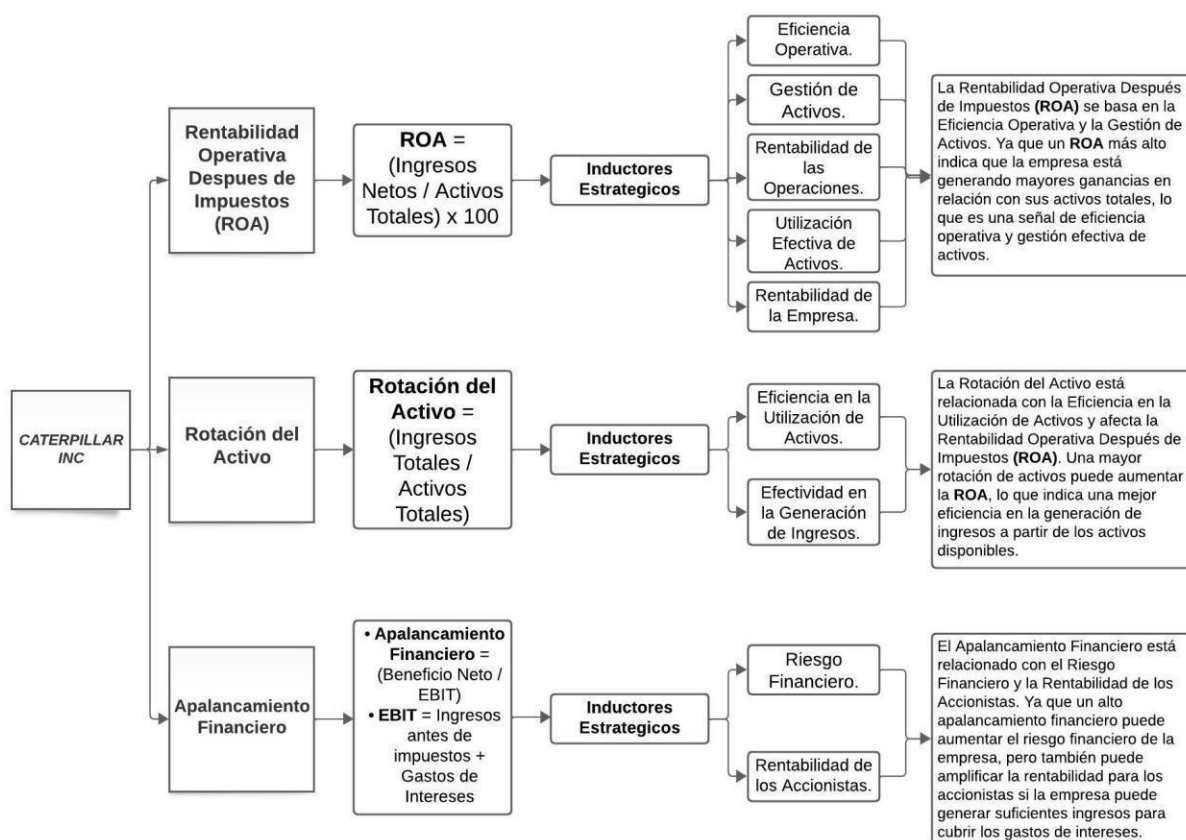 CATERPILLAR
INC
Rentabilidad
Operativa
Despues de
Impuestos
(ROA)
ROA =
(Ingresos
Netos / Activos
Totales) x 100
Inductores
Estrategicos
Eficiencia
Operativa.
Gestión de
Activos.
Rentabilidad de
las
Operaciones.
Utilización
Efectiva de
Activos.
Rentabilidad de
la Empresa.
La Rentabilidad Operativa Después
de Impuestos (ROA) se basa en la
Eficiencia Operativa y la Gestión de
Activos. Ya que un ROA más alto
indica que la empresa está
generando mayores ganancias en
relación con sus activos totales, lo
que es una señal de eficiencia
operativa y gestión efectiva de
activos.
Rotación del
Activo
Rotación del
Activo =
(Ingresos
Totales /
Activos
Totales)
Inductores
Estrategicos
Eficiencia en la
Utilización de
Activos.
Efectividad en
la Generación
de Ingresos.
La Rotación del Activo está
relacionada con la Eficiencia en la
Utilización de Activos y afecta la
Rentabilidad Operativa Después de
Impuestos (ROA). Una mayor
rotación de activos puede aumentar
la ROA, lo que indica una mejor
eficiencia en la generación de
ingresos a partir de los activos
disponibles.
Apalancamiento
Financiero
• Apalancamiento
Financiero =
(Beneficio Neto /
EBIT)
• EBIT = Ingresos
antes de
impuestos +
Gastos de
Intereses
Inductores
Estrategicos
Riesgo
Financiero.
Rentabilidad de
los Accionistas.
El Apalancamiento Financiero está
relacionado con el Riesgo
Financiero y la Rentabilidad de los
Accionistas. Ya que un alto
apalancamiento financiero puede
aumentar el riesgo financiero de la
empresa, pero también puede
amplificar la rentabilidad para los
accionistas si la empresa puede
generar suficientes ingresos para
cubrir los gastos de intereses.